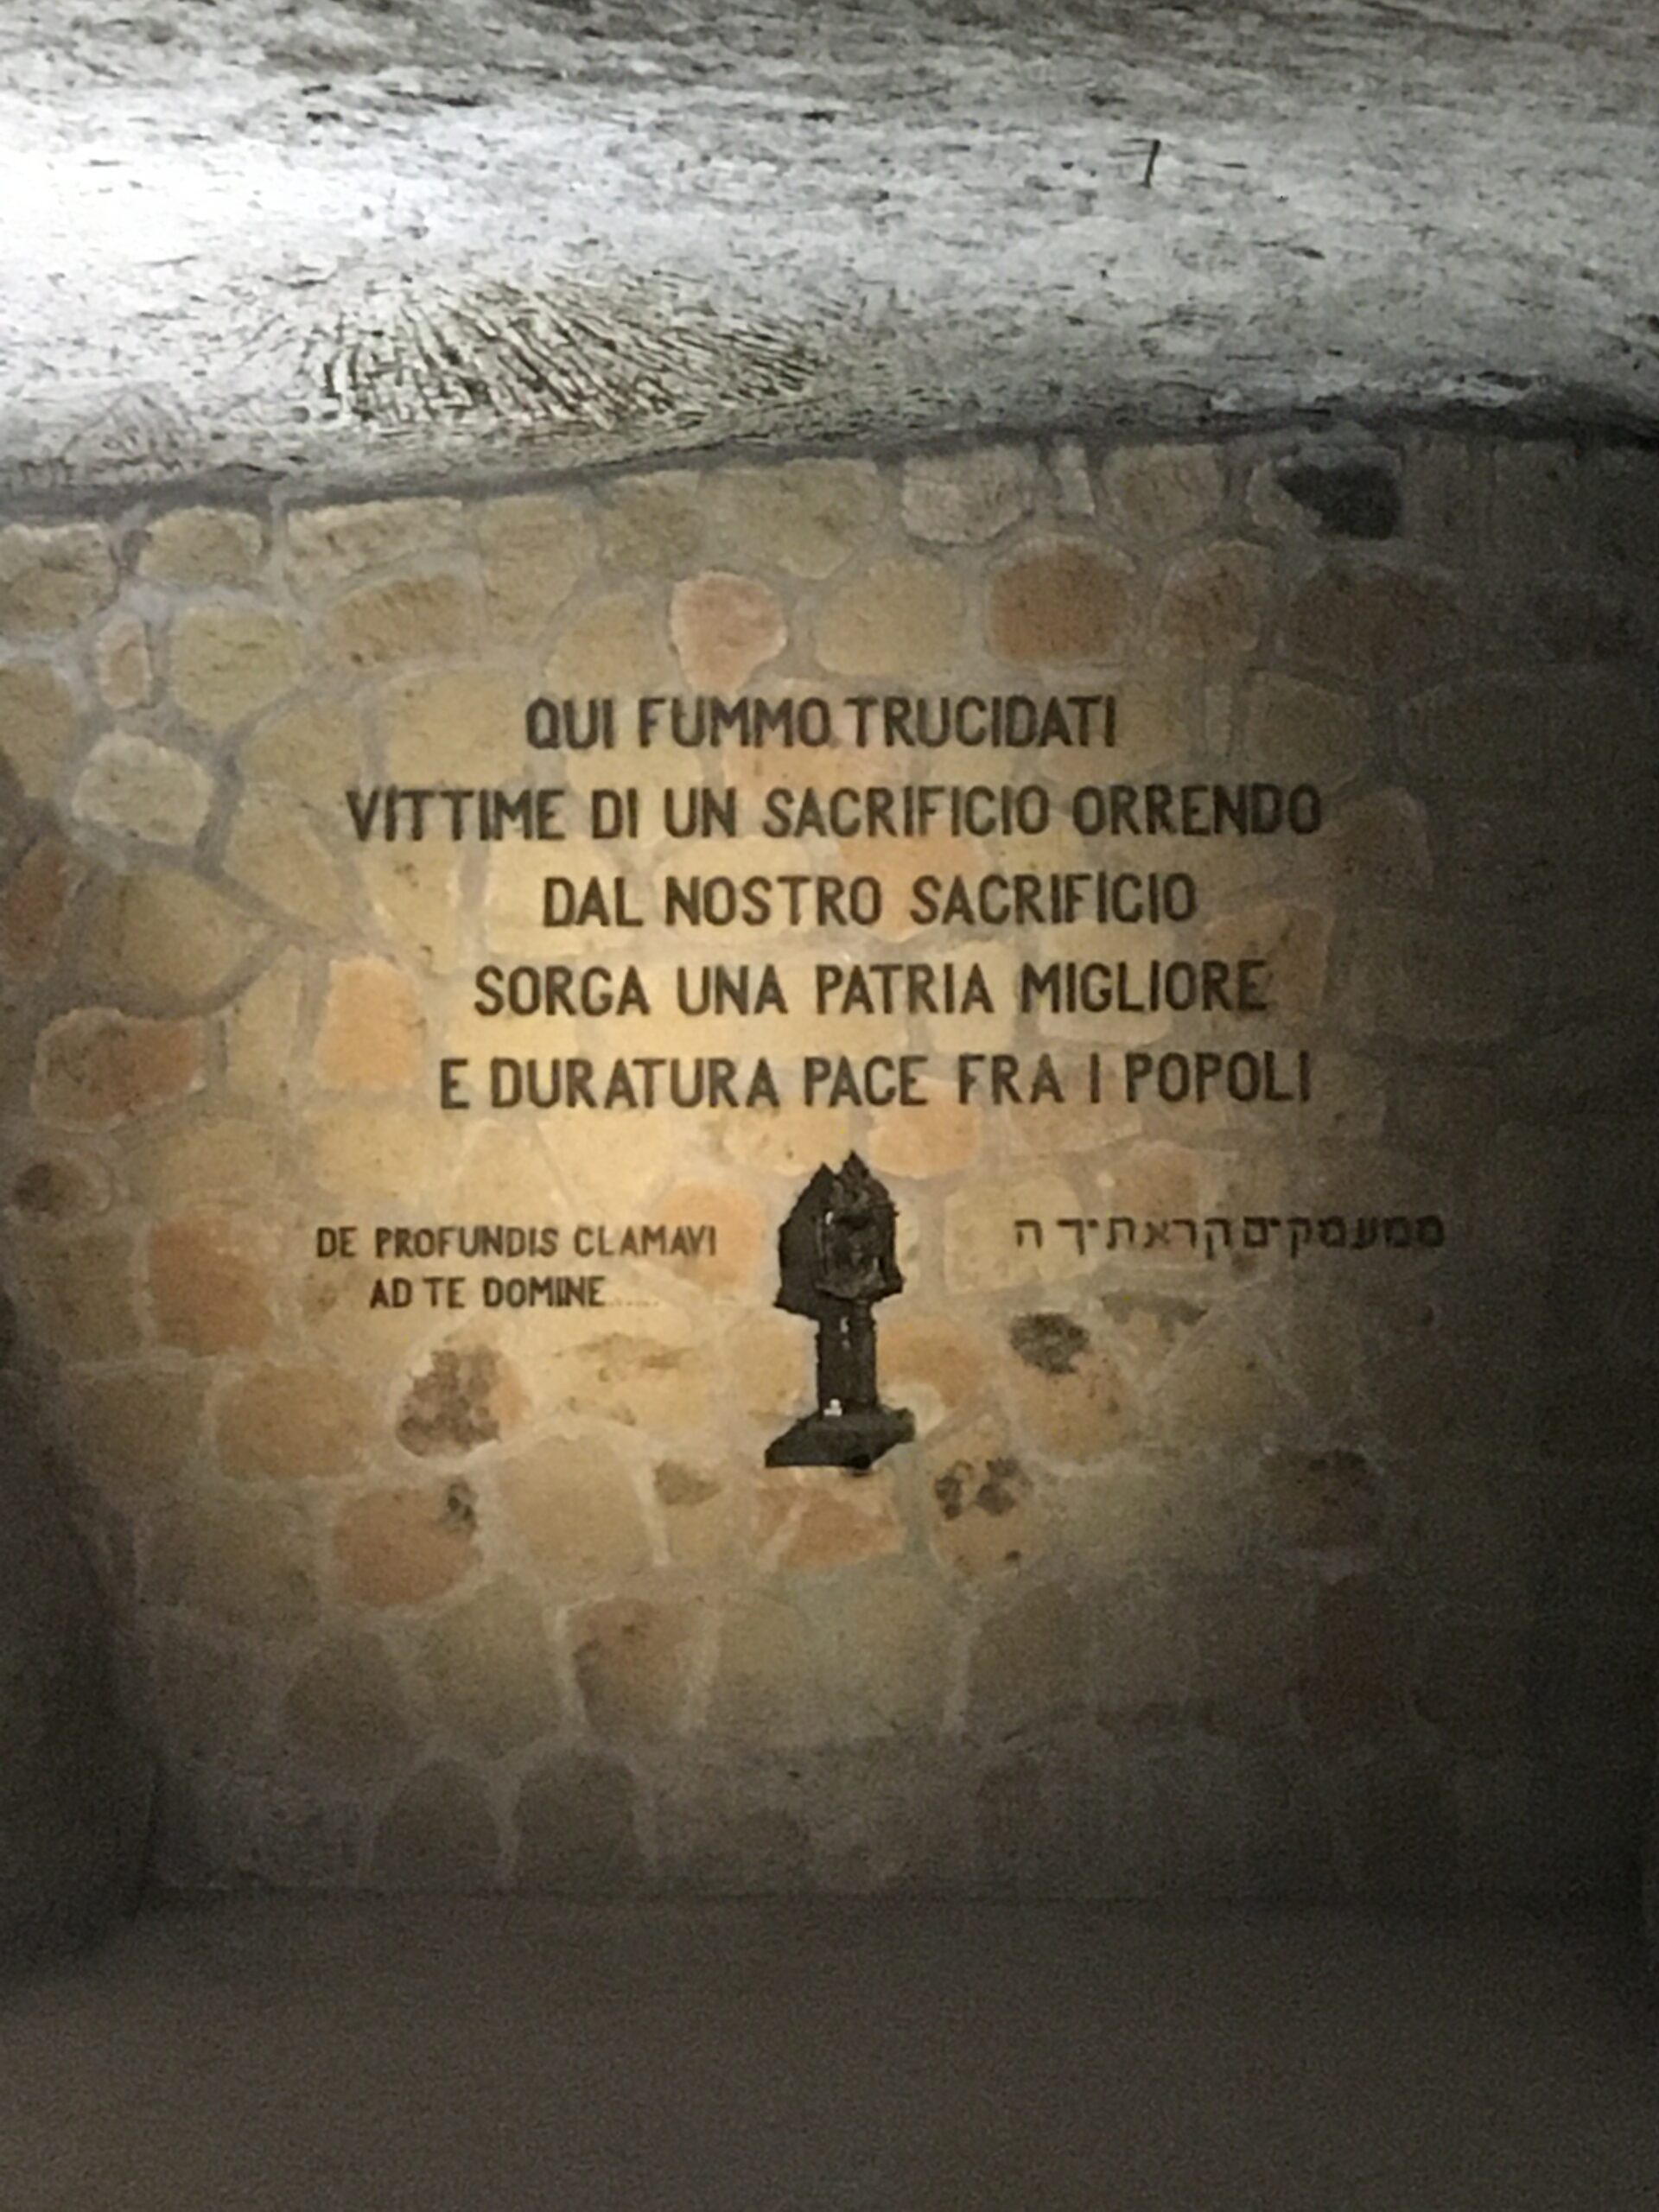 QUI FUMMO TRUCIDATI
VITTIME DI UN SACRIFICIO ORRENDO
DAL NOSTRO SACRIFICIO
SORGA UNA PATRIA MIGLIORE
E DURATURA PACE FRA I POPOLI
DE PROFUNDIS CLAMAVI
AD TE DOMINE.....
ממעמקים קראתיך ה